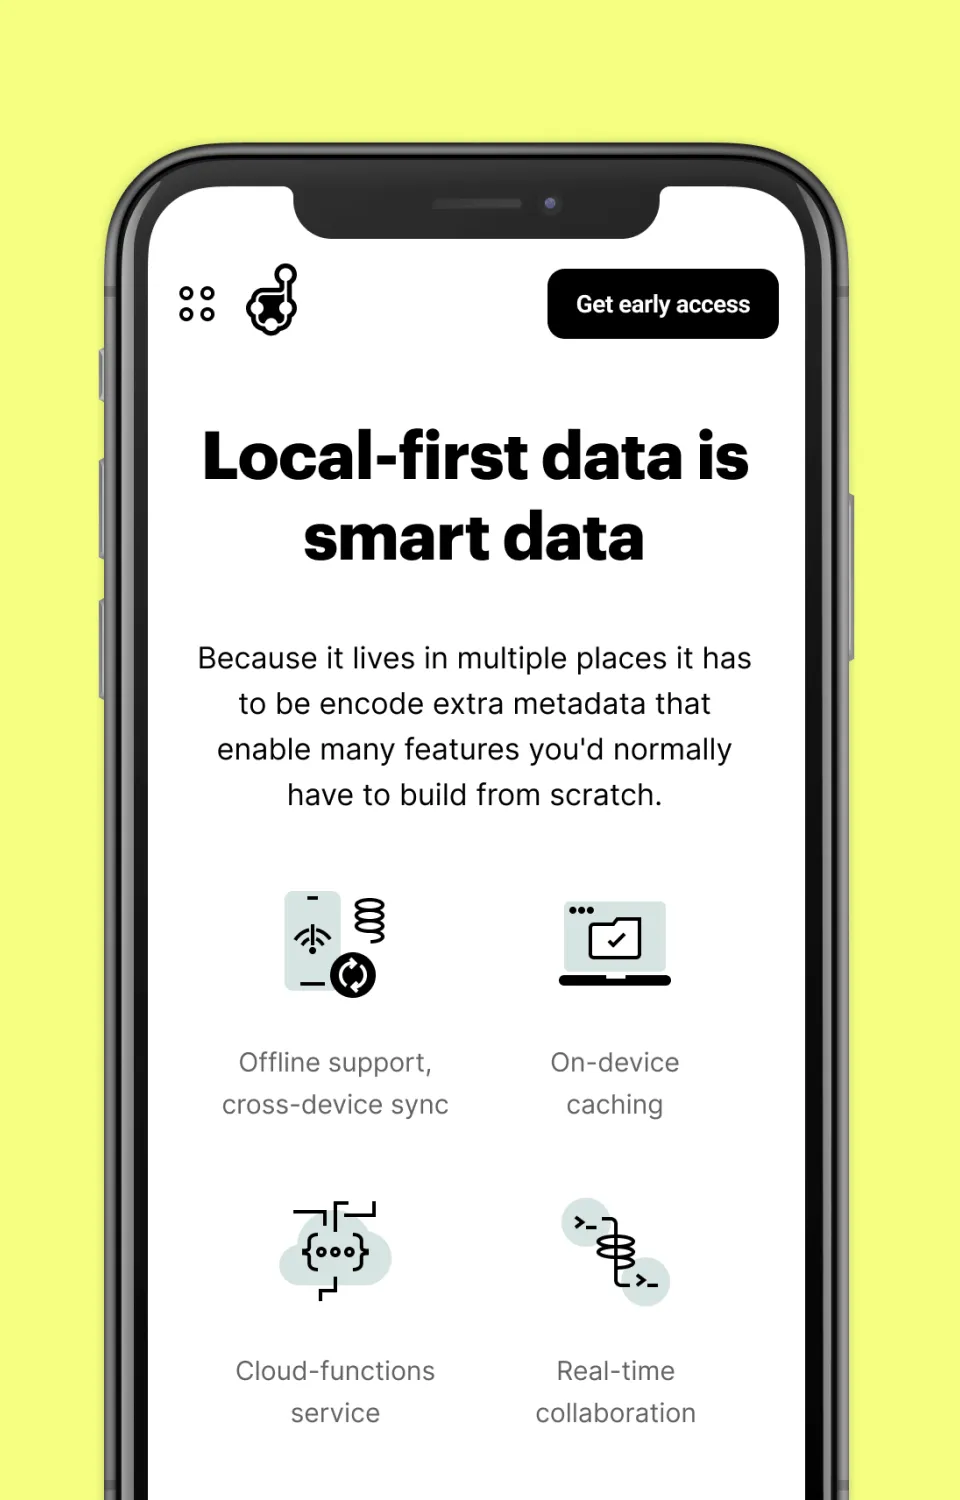 Get early access
Local-first data is
smart data
Because it lives in multiple places it has
to be encode extra metadata that
enable many features you'd normally
have to build from scratch.
Offline support,
cross-device sync
On-device
caching
Cloud-functions
service
Real-time
collaboration